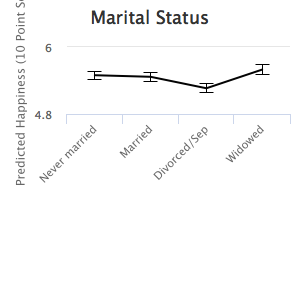 Marital Status
Predicted Happiness (10 Point
6
4.8
Never married
Married
Divorced/Sep
Widowed